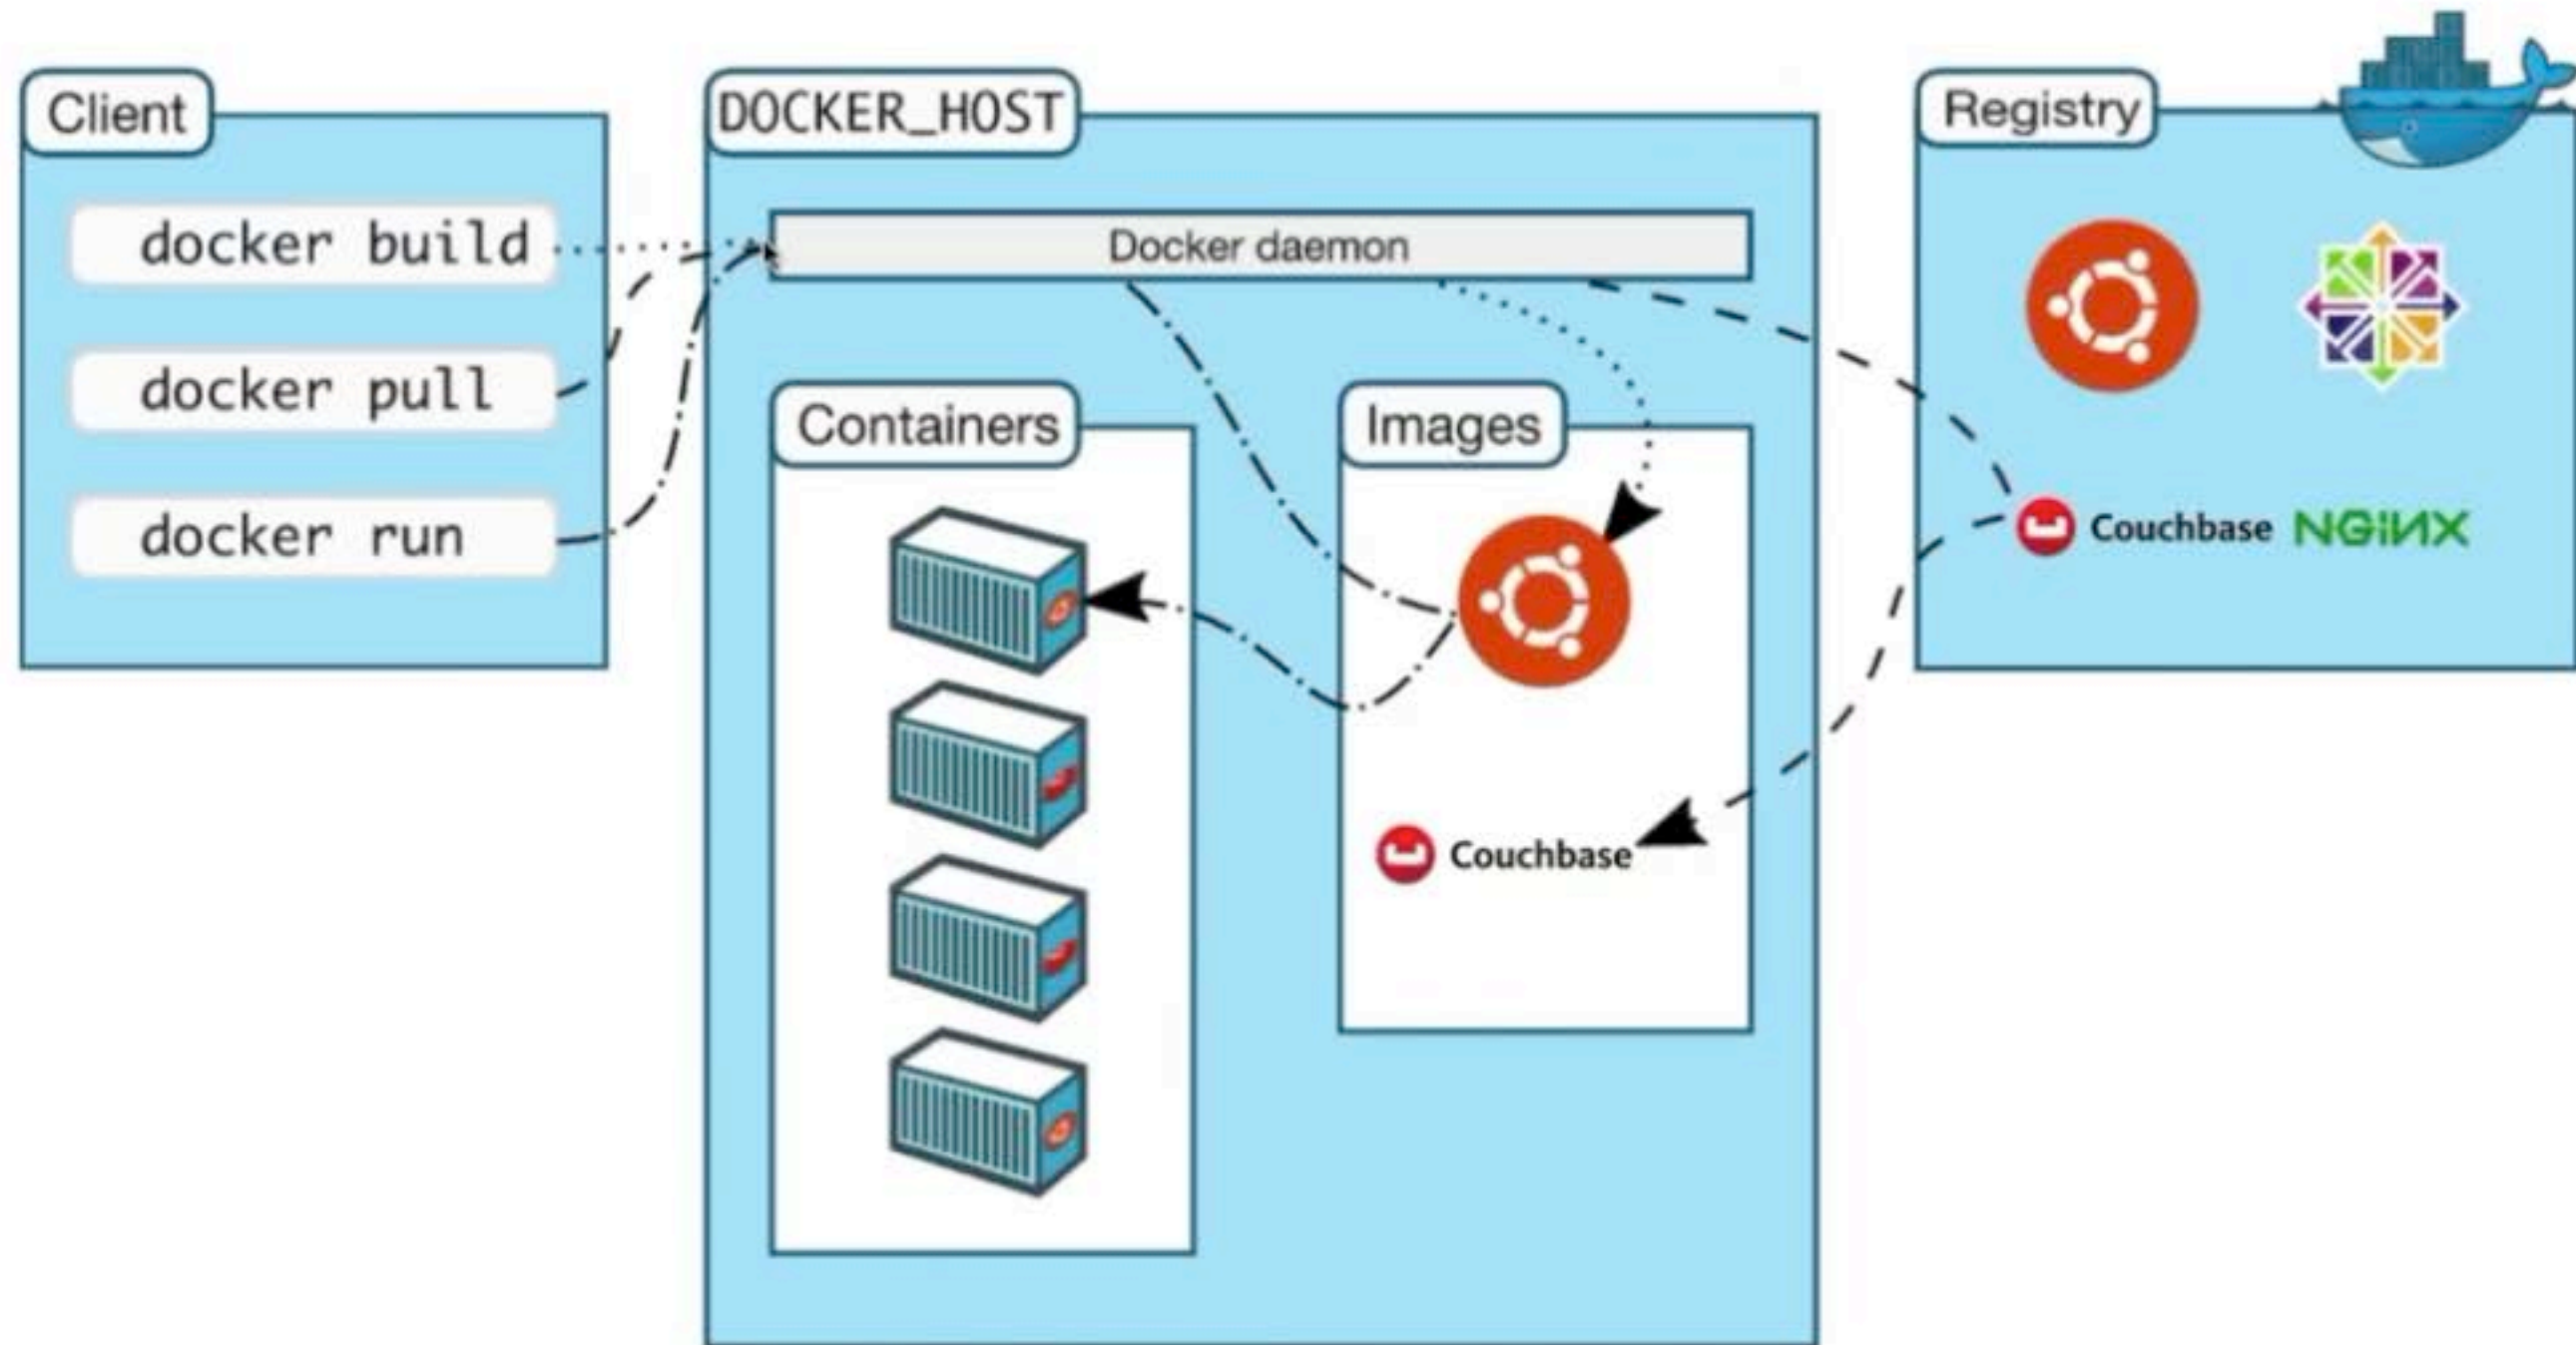 Client
docker build
docker pull
docker run
DOCKER_HOST
Docker daemon
Containers
Images
Couchbase
Registry
Couchbase
NGiNX